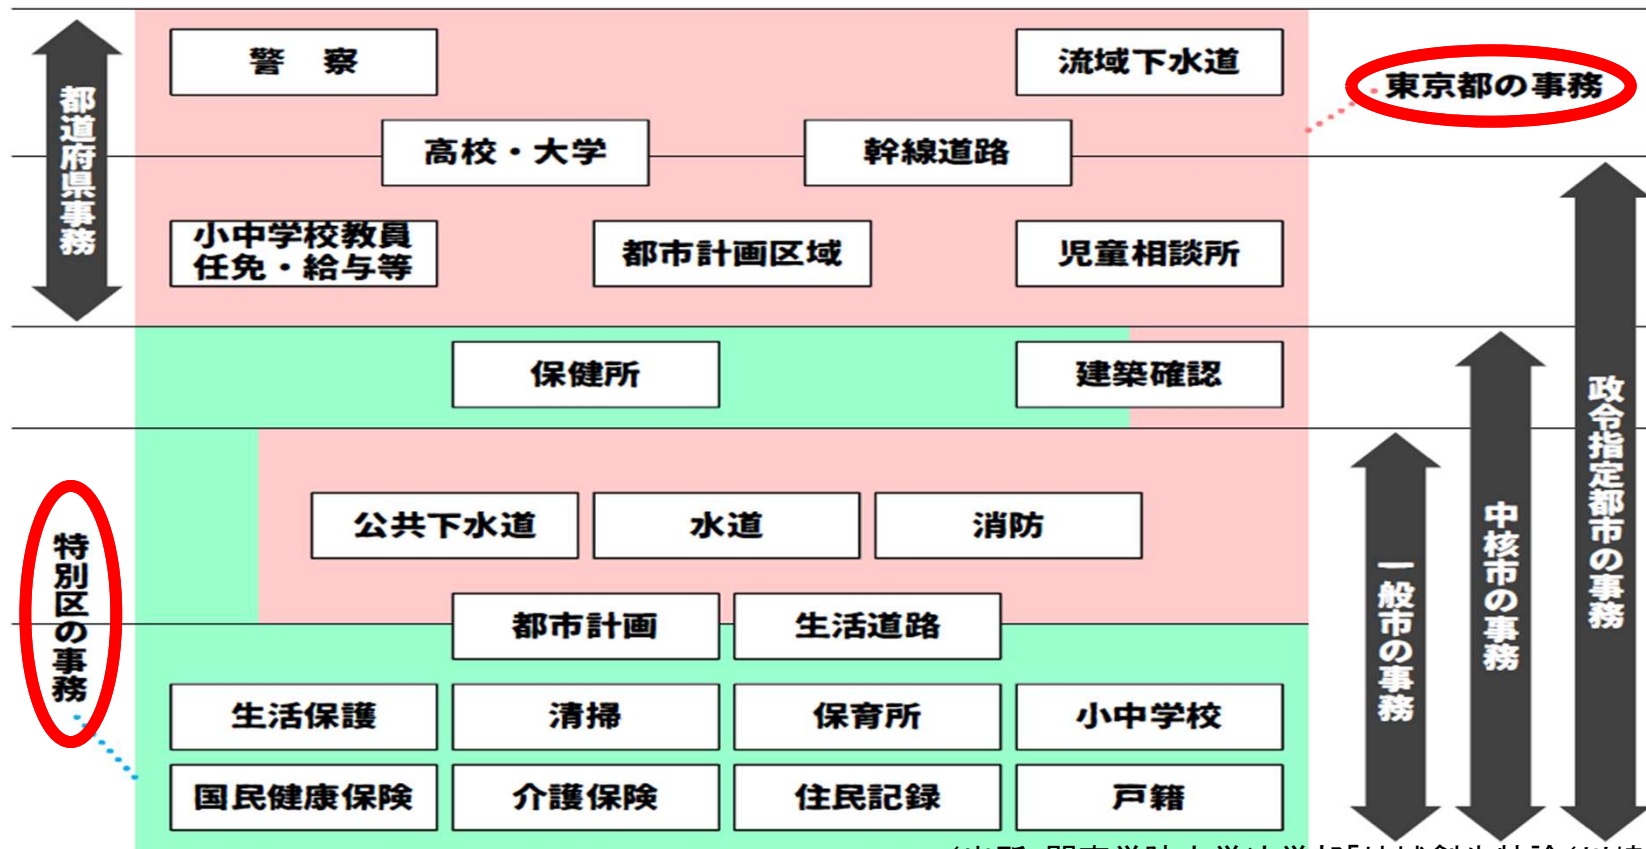 警 察
流域下水道
東京都の事務
都道府県事務
高校・大学
幹線道路
小中学校教員
任免・給与等
都市計画区域
児童相談所
保健所
建築確認
政令指定都市の事務
中核市の事務
一般市の事務
特別区の事務
公共下水道
水道
消防
都市計画
生活道路
生活保護
清掃
保育所
小中学校
国民健康保険
介護保険
住民記録
戸籍